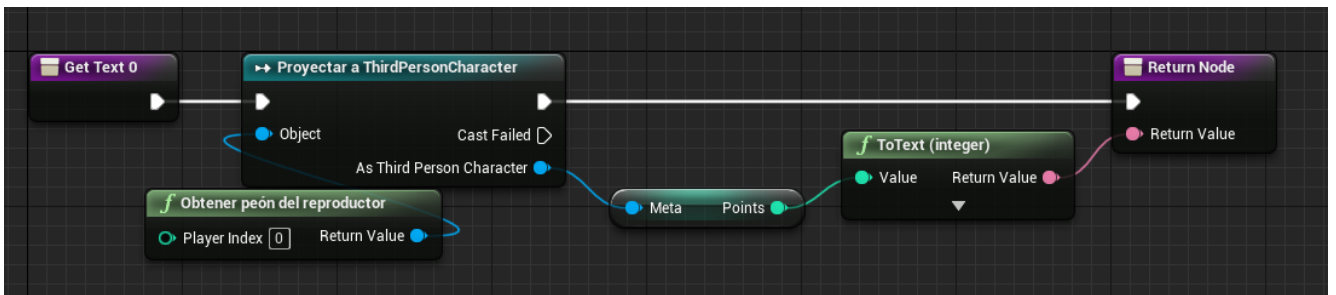 Get Text 0
Proyectar a ThirdPersonCharacter
Object
Cast Failed
As Third Person Character
f Obtener peón del reproductor
Player Index 0
Return Value
Meta
Points
f ToText (integer)
Value
Return Value
Return Node
Return Value